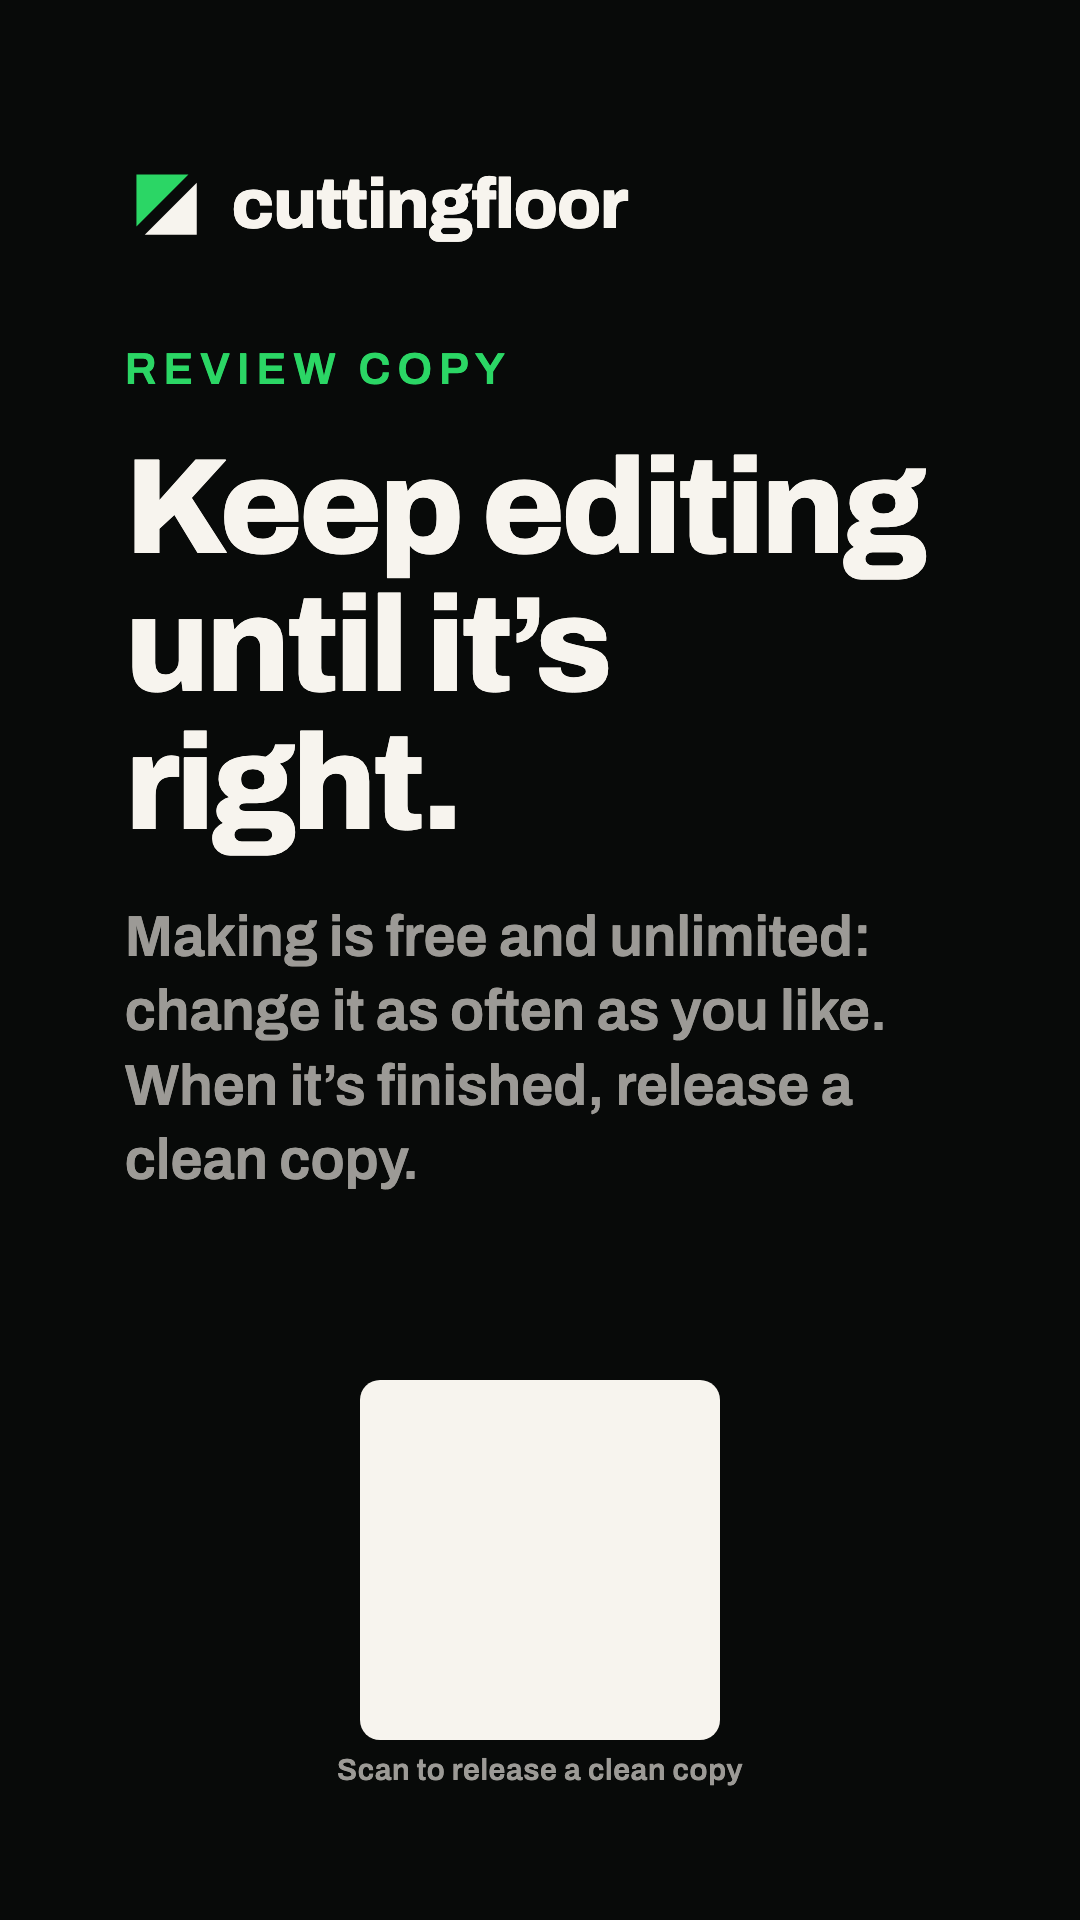 cuttingfloor
REVIEW COPY
Keep editing
until it’s
right.
Making is free and unlimited:
change it as often as you like.
When it’s finished, release a
clean copy.
Scan to release a clean copy